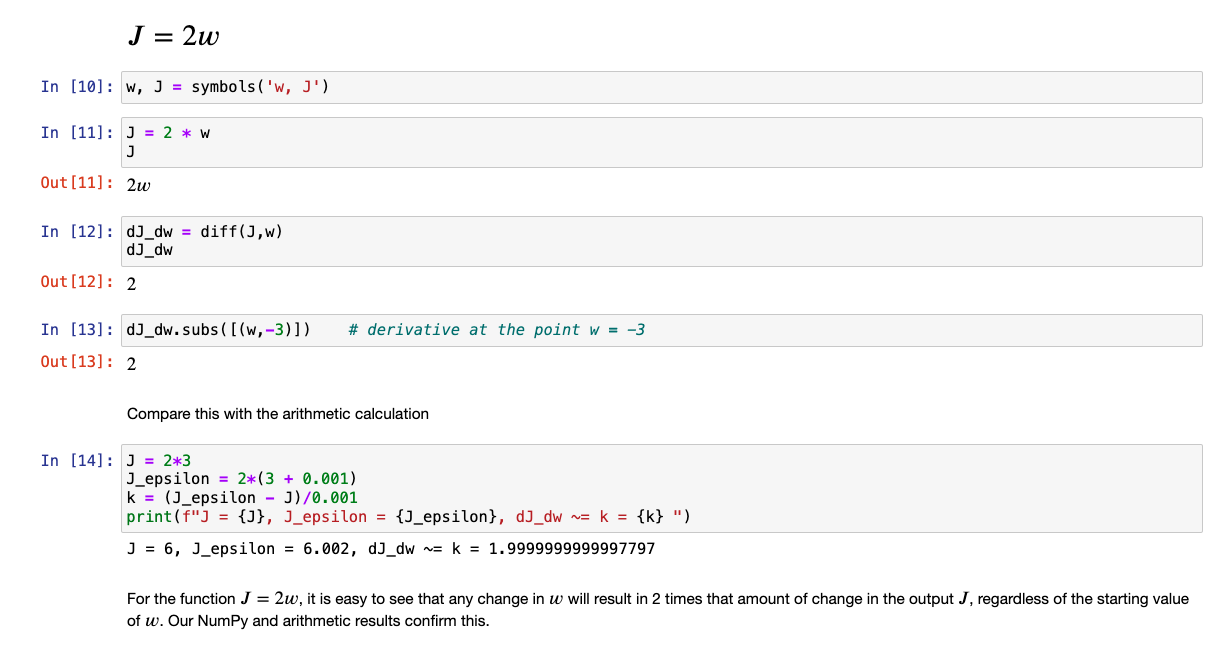 J = 2w
In [10]: w, J = symbols('w, J')
In [11]: J = 2 * w
J
Out[11]: 2w
In [12]: dJ_dw = diff(J,w)
dJ_dw
Out[12]: 2
In [13]: dJ_dw.subs([(w,-3)])    # derivative at the point w = -3
Out[13]: 2
Compare this with the arithmetic calculation
In [14]: J = 2*3
J_epsilon = 2*(3 + 0.001)
k = (J_epsilon - J)/0.001
print(f"J = {J}, J_epsilon = {J_epsilon}, dJ_dw ~= k = {k} ")
J = 6, J_epsilon = 6.002, dJ_dw ~= k = 1.9999999999997797
For the function J = 2w, it is easy to see that any change in w will result in 2 times that amount of change in the output J, regardless of the starting value
of w. Our NumPy and arithmetic results confirm this.